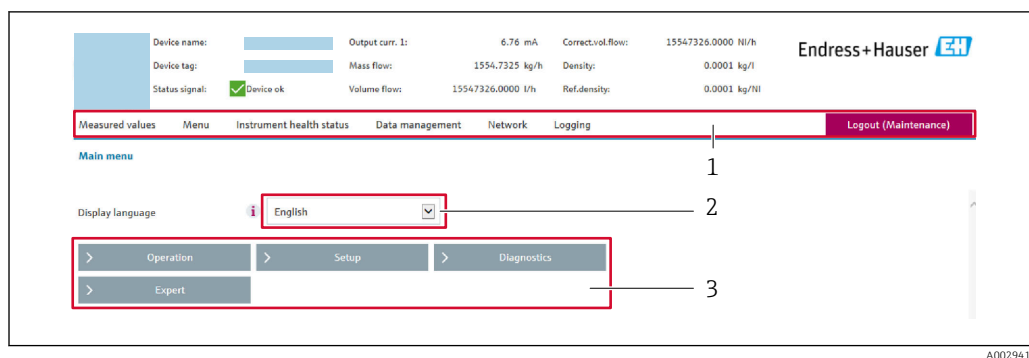 Device name: Output curr. 1: 6.76 mA Correct.vol.flow: 15547326.0000 Nl/h
Endress+Hauser EH
Device tag: Mass flow: 1554.7325 kg/h Density: 0.0001 kg/l
Status signal: Device ok Volume flow: 15547326.0000 l/h Ref.density: 0.0001 kg/Nl
Measured values Menu Instrument health status Data management Network Logging Logout (Maintenance)
1
Main menu
Display language i English 2
> Operation > Setup > Diagnostics
> Expert 3
A002941